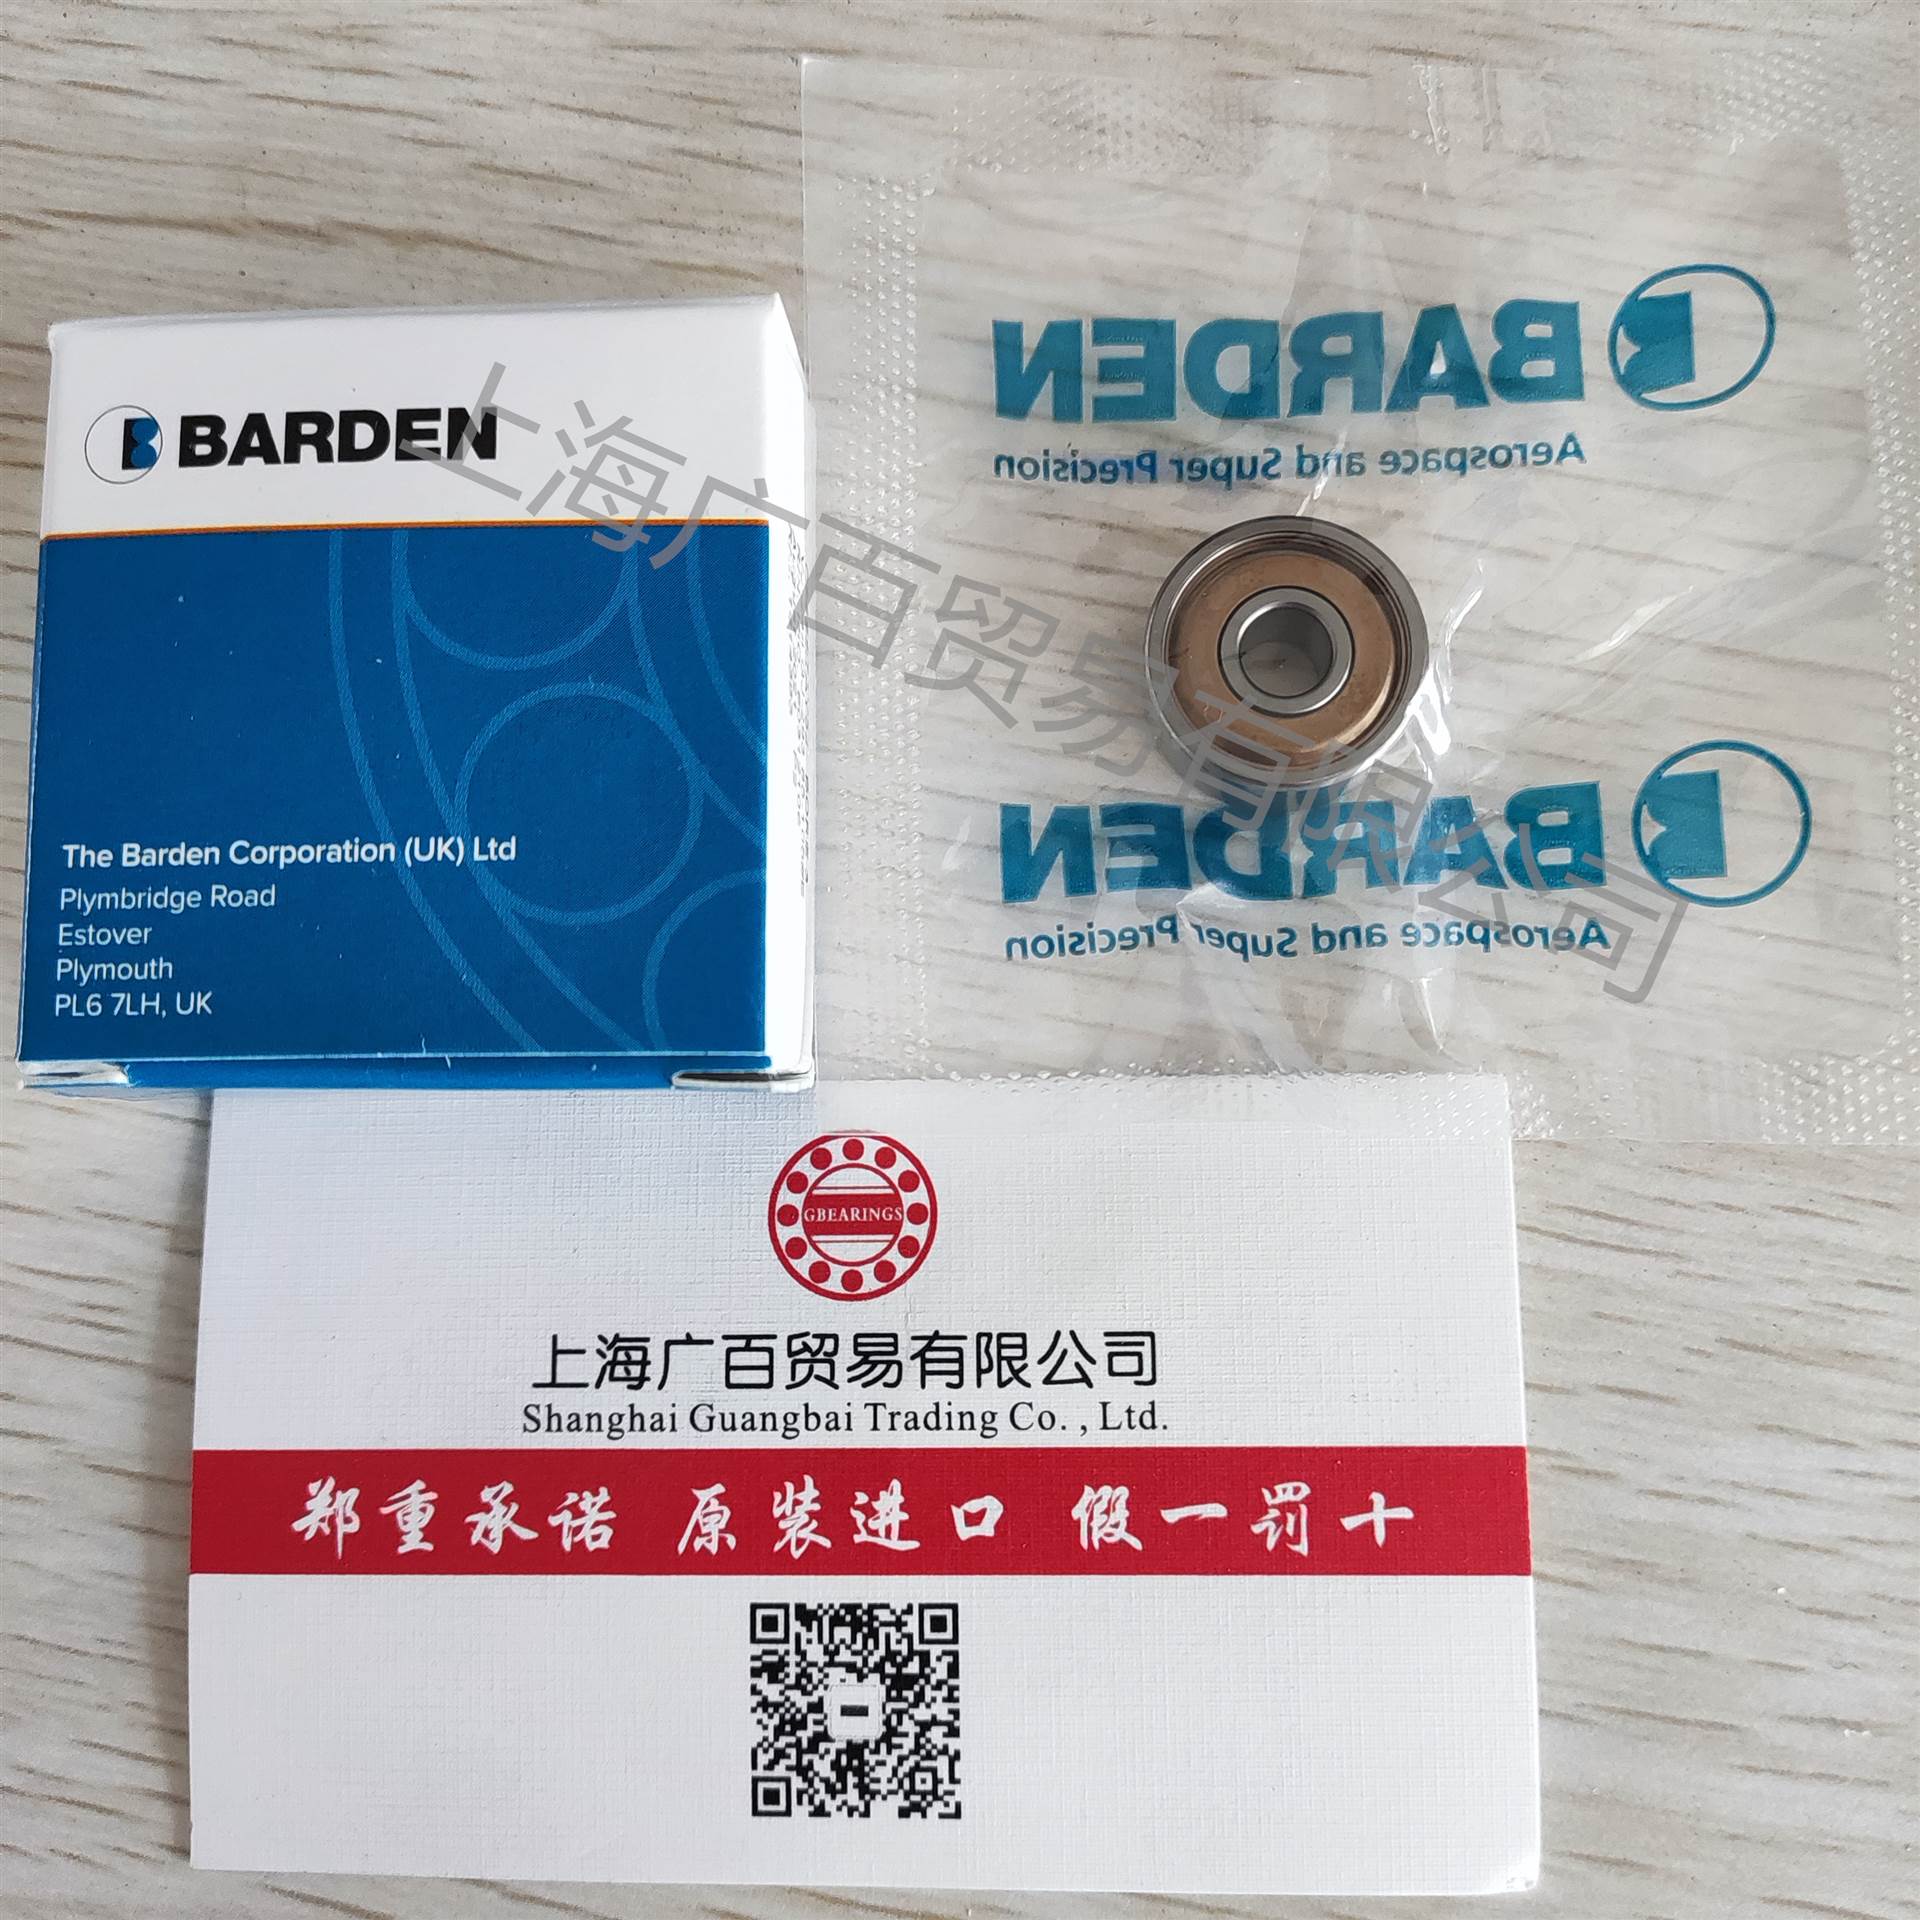 BARDEN
The Barden Corporation (UK) Ltd
Plymbridge Road
Estover
Plymouth
PL6 7LH, UK
BARDEN
Aerospace and Super Precision
BARDEN
Aerospace and Super Precision
上海广百贸易有限公司
GBEARINGS
上海广百贸易有限公司
Shanghai Guangbai Trading Co. , Ltd.
郑重承诺 原装进口 假一罚十